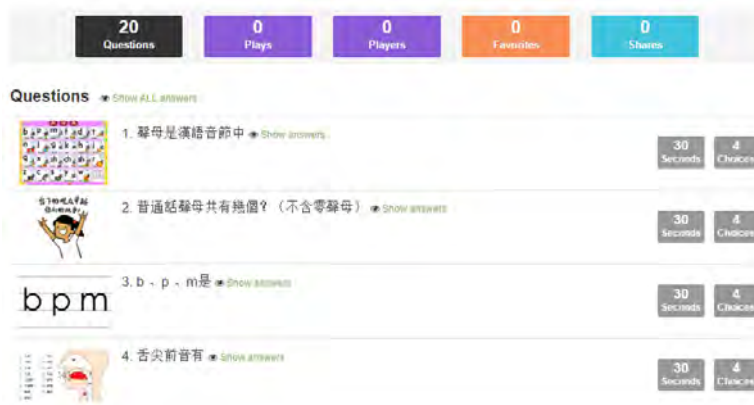 20
Questions
0
Plays
0
Players
0
Favorites
0
Shares
Questions Show ALL answers
1. 聲母是漢語音節中 Show answers
30
Seconds
4
Choices
2. 普通話聲母共有幾個？（不含零聲母） Show answers
30
Seconds
4
Choices
b p m
3. b、p、m是 Show answers
30
Seconds
4
Choices
4. 舌尖前音有 Show answers
30
Seconds
4
Choices